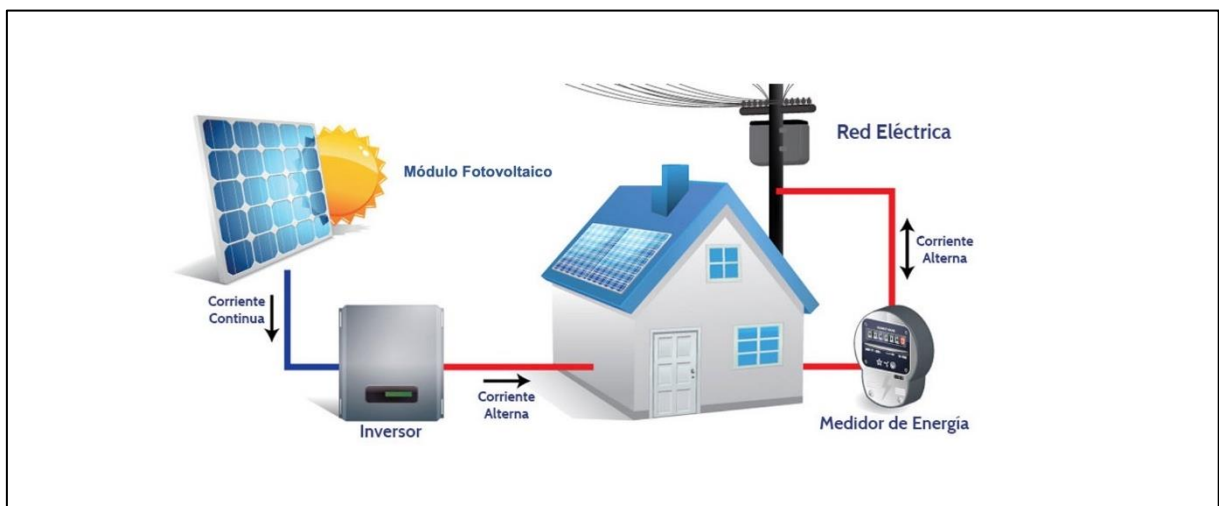 Red Eléctrica
Módulo Fotovoltaico
Corriente
Alterna
Corriente
Continua
Corriente
Alterna
Inversor
Medidor de Energía